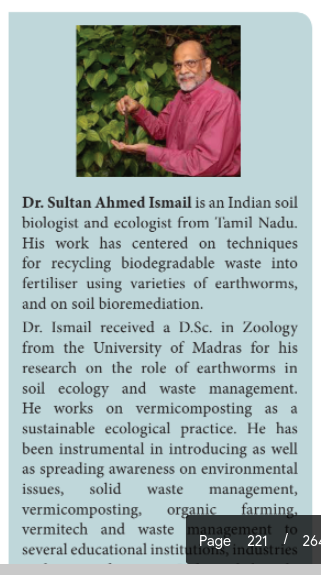 Dr. Sultan Ahmed Ismail is an Indian soil
biologist and ecologist from Tamil Nadu.
His work has centered on techniques
for recycling biodegradable waste into
fertiliser using varieties of earthworms,
and on soil bioremediation.
Dr. Ismail received a D.Sc. in Zoology
from the University of Madras for his
research on the role of earthworms in
soil ecology and waste management.
He works on vermicomposting as a
sustainable ecological practice. He has
been instrumental in introducing as well
as spreading awareness on environmental
issues, solid waste management,
vermicomposting, organic farming,
vermitech and waste management to
several educational institutions, industries
Page 221 / 264